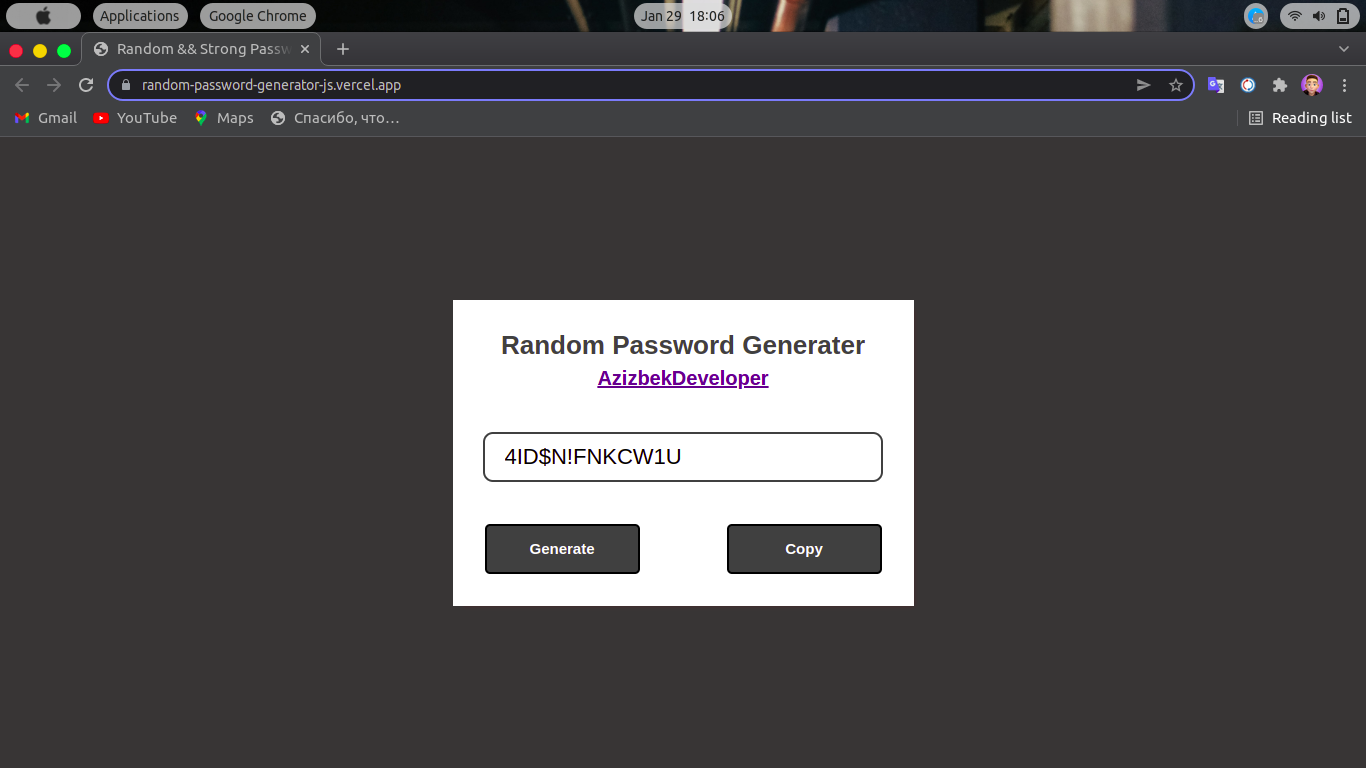 Applications Google Chrome Jan 29 18:06
Random && Strong Passw
random-password-generator-js.vercel.app
Gmail YouTube Maps Спасибо, что… Reading list
Random Password Generater
AzizbekDeveloper
4ID$N!FNKCW1U
Generate Copy